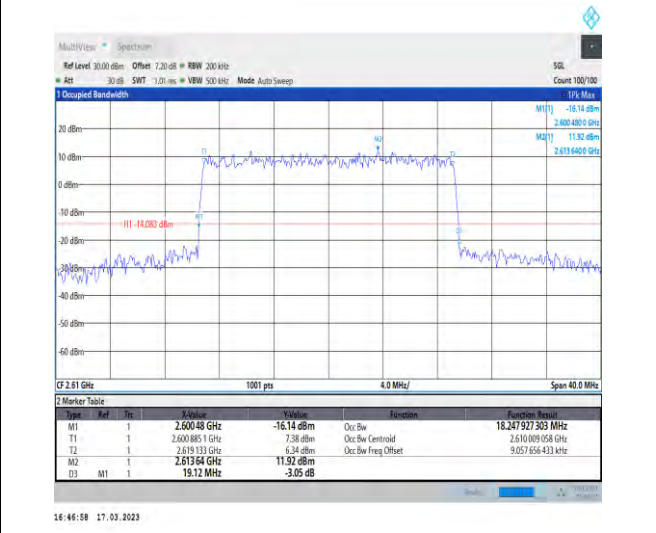 MultiView Spectrum
Ref Level 30.00 dBm Offset 7.20 dB RBW 200 kHz SGL
Att 30 dB SWT 1.01 ms VBW 500 kHz Mode Auto Sweep Count 100/100
1 Occupied Bandwidth 1Pk Max
M1[1] -16.14 dBm
2.600 480 0 GHz
M2[1] 11.92 dBm
2.613 640 0 GHz
20 dBm
10 dBm
0 dBm
-10 dBm
H1 -14.083 dBm
-20 dBm
-30 dBm
-40 dBm
-50 dBm
-60 dBm
T1
M2
T2
M1
D3
CF 2.61 GHz 1001 pts 4.0 MHz/ Span 40.0 MHz
2 Marker Table
Type Ref Trc X-Value Y-Value Function Function Result
M1 1 2.600 48 GHz -16.14 dBm Occ Bw 18.247 927 303 MHz
T1 1 2.600 885 1 GHz 7.38 dBm Occ Bw Centroid 2.610 009 058 GHz
T2 1 2.619 133 GHz 6.34 dBm Occ Bw Freq Offset 9.057 656 433 kHz
M2 1 2.613 64 GHz 11.92 dBm
D3 M1 1 19.12 MHz -3.05 dB
16:46:58 17.03.2023